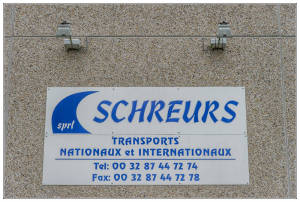 sprl SCHREURS
TRANSPORTS
NATIONAUX et INTERNATIONAUX
Tel: 00 32 87 44 72 74
Fax: 00 32 87 44 72 78